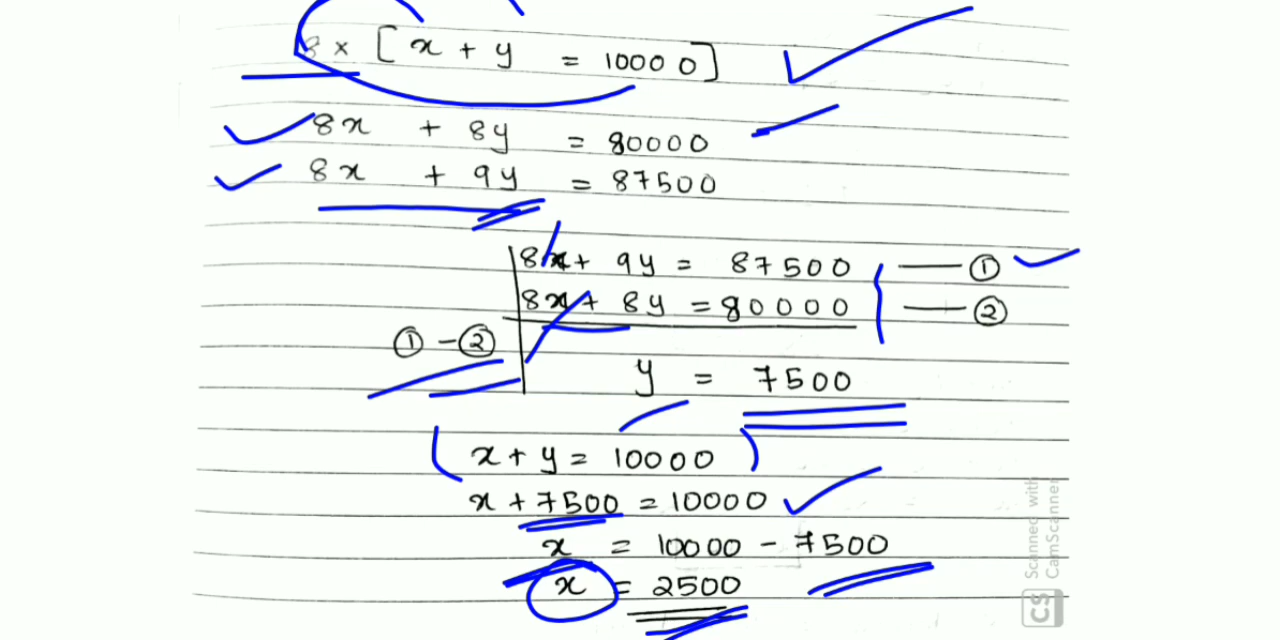 8 × [ x + y = 10000 ]
8x + 8y = 80000
8x + 9y = 87500
8x + 9y = 87500 — ①
8x + 8y = 80000 — ②
① - ②
y = 7500
x + y = 10000
x + 7500 = 10000
x = 10000 - 7500
x = 2500
CS Scanned with
CamScanner